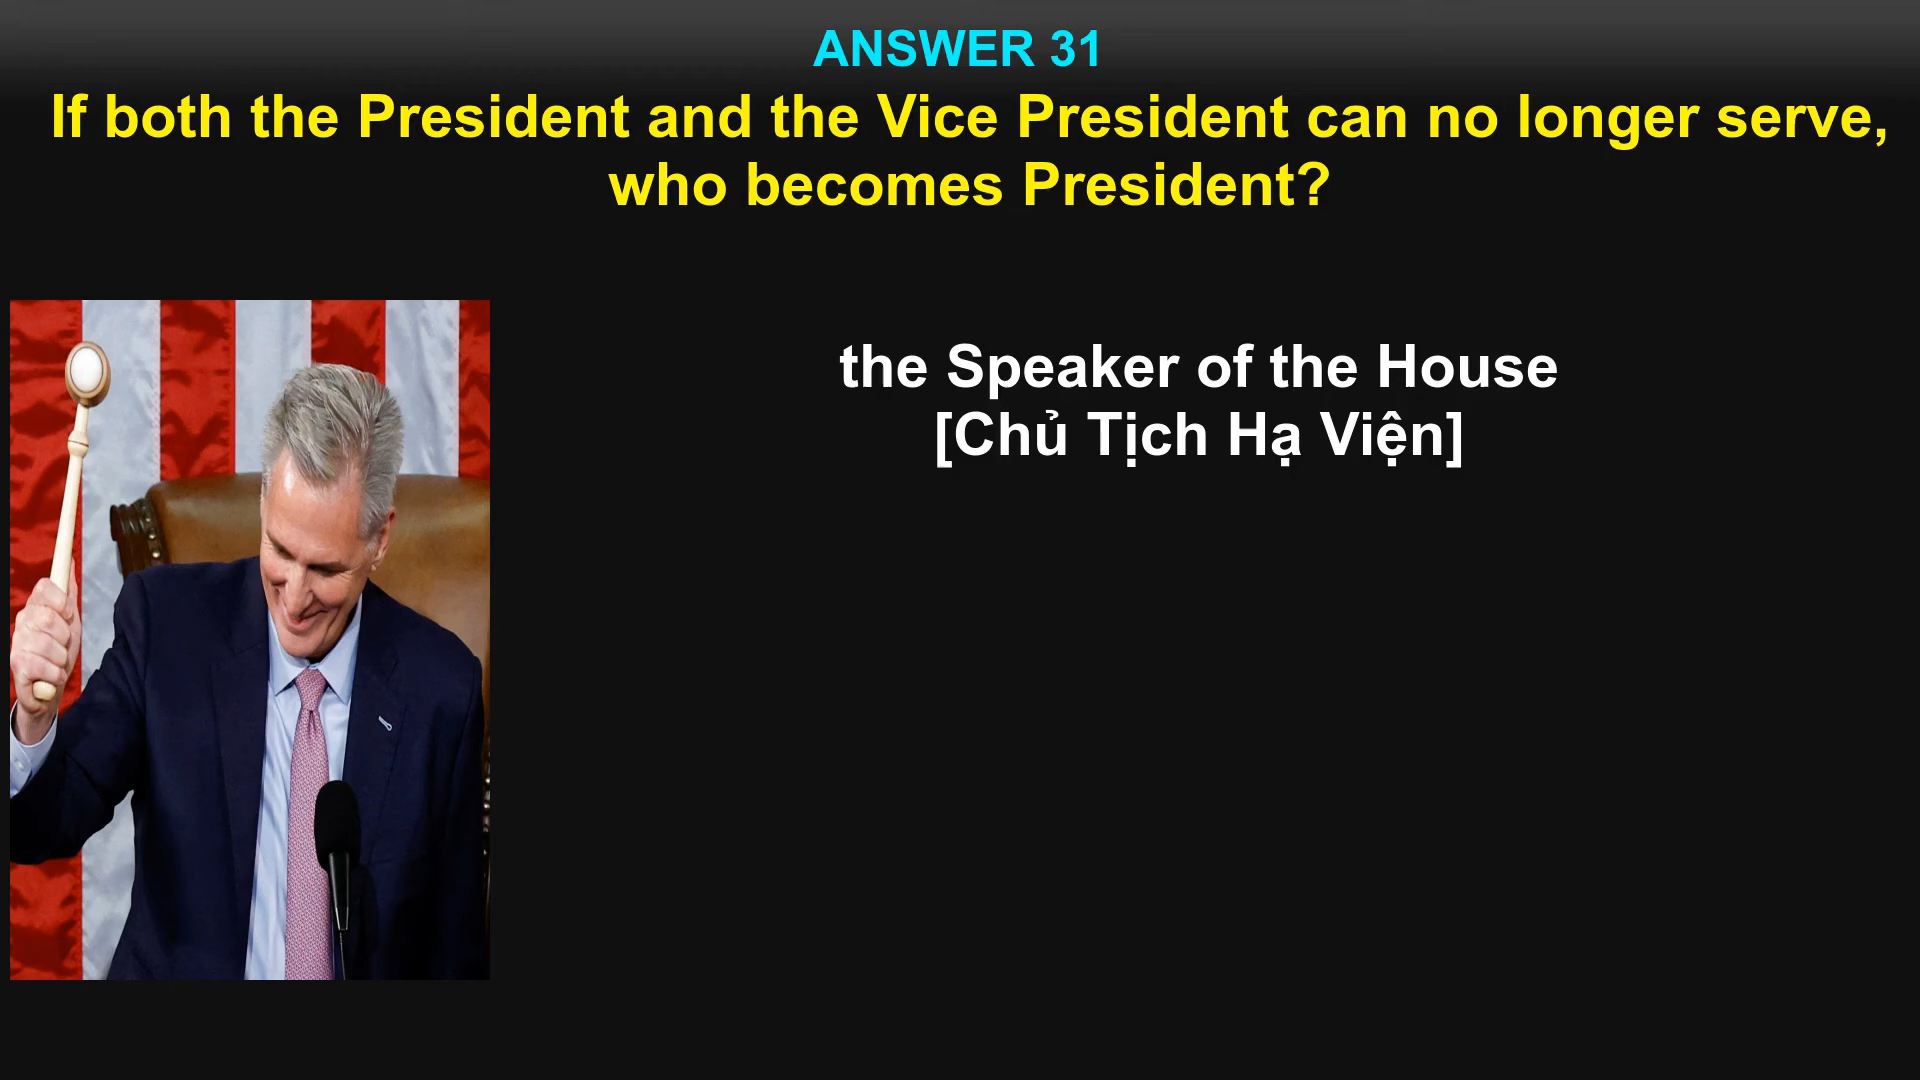 ANSWER 31
If both the President and the Vice President can no longer serve,
who becomes President?
the Speaker of the House
[Chủ Tịch Hạ Viện]